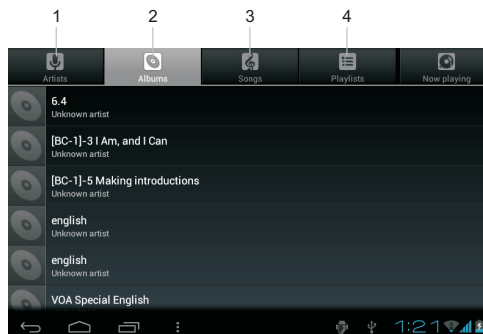 1 2 3 4
Artists Albums Songs Playlists Now playing
6.4
Unknown artist
[BC-1]-3 I Am, and I Can
Unknown artist
[BC-1]-5 Making introductions
Unknown artist
english
Unknown artist
english
Unknown artist
VOA Special English
1:21